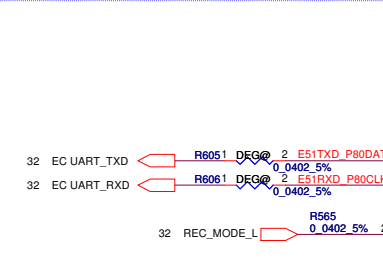 32 EC UART_TXD R605 1 DEG@ 2 E51TXD_P80DAT
0_0402_5%
32 EC UART_RXD R606 1 DEG@ 2 E51RXD_P80CLK
0_0402_5%
R565
32 REC_MODE_L 0_0402_5% 2